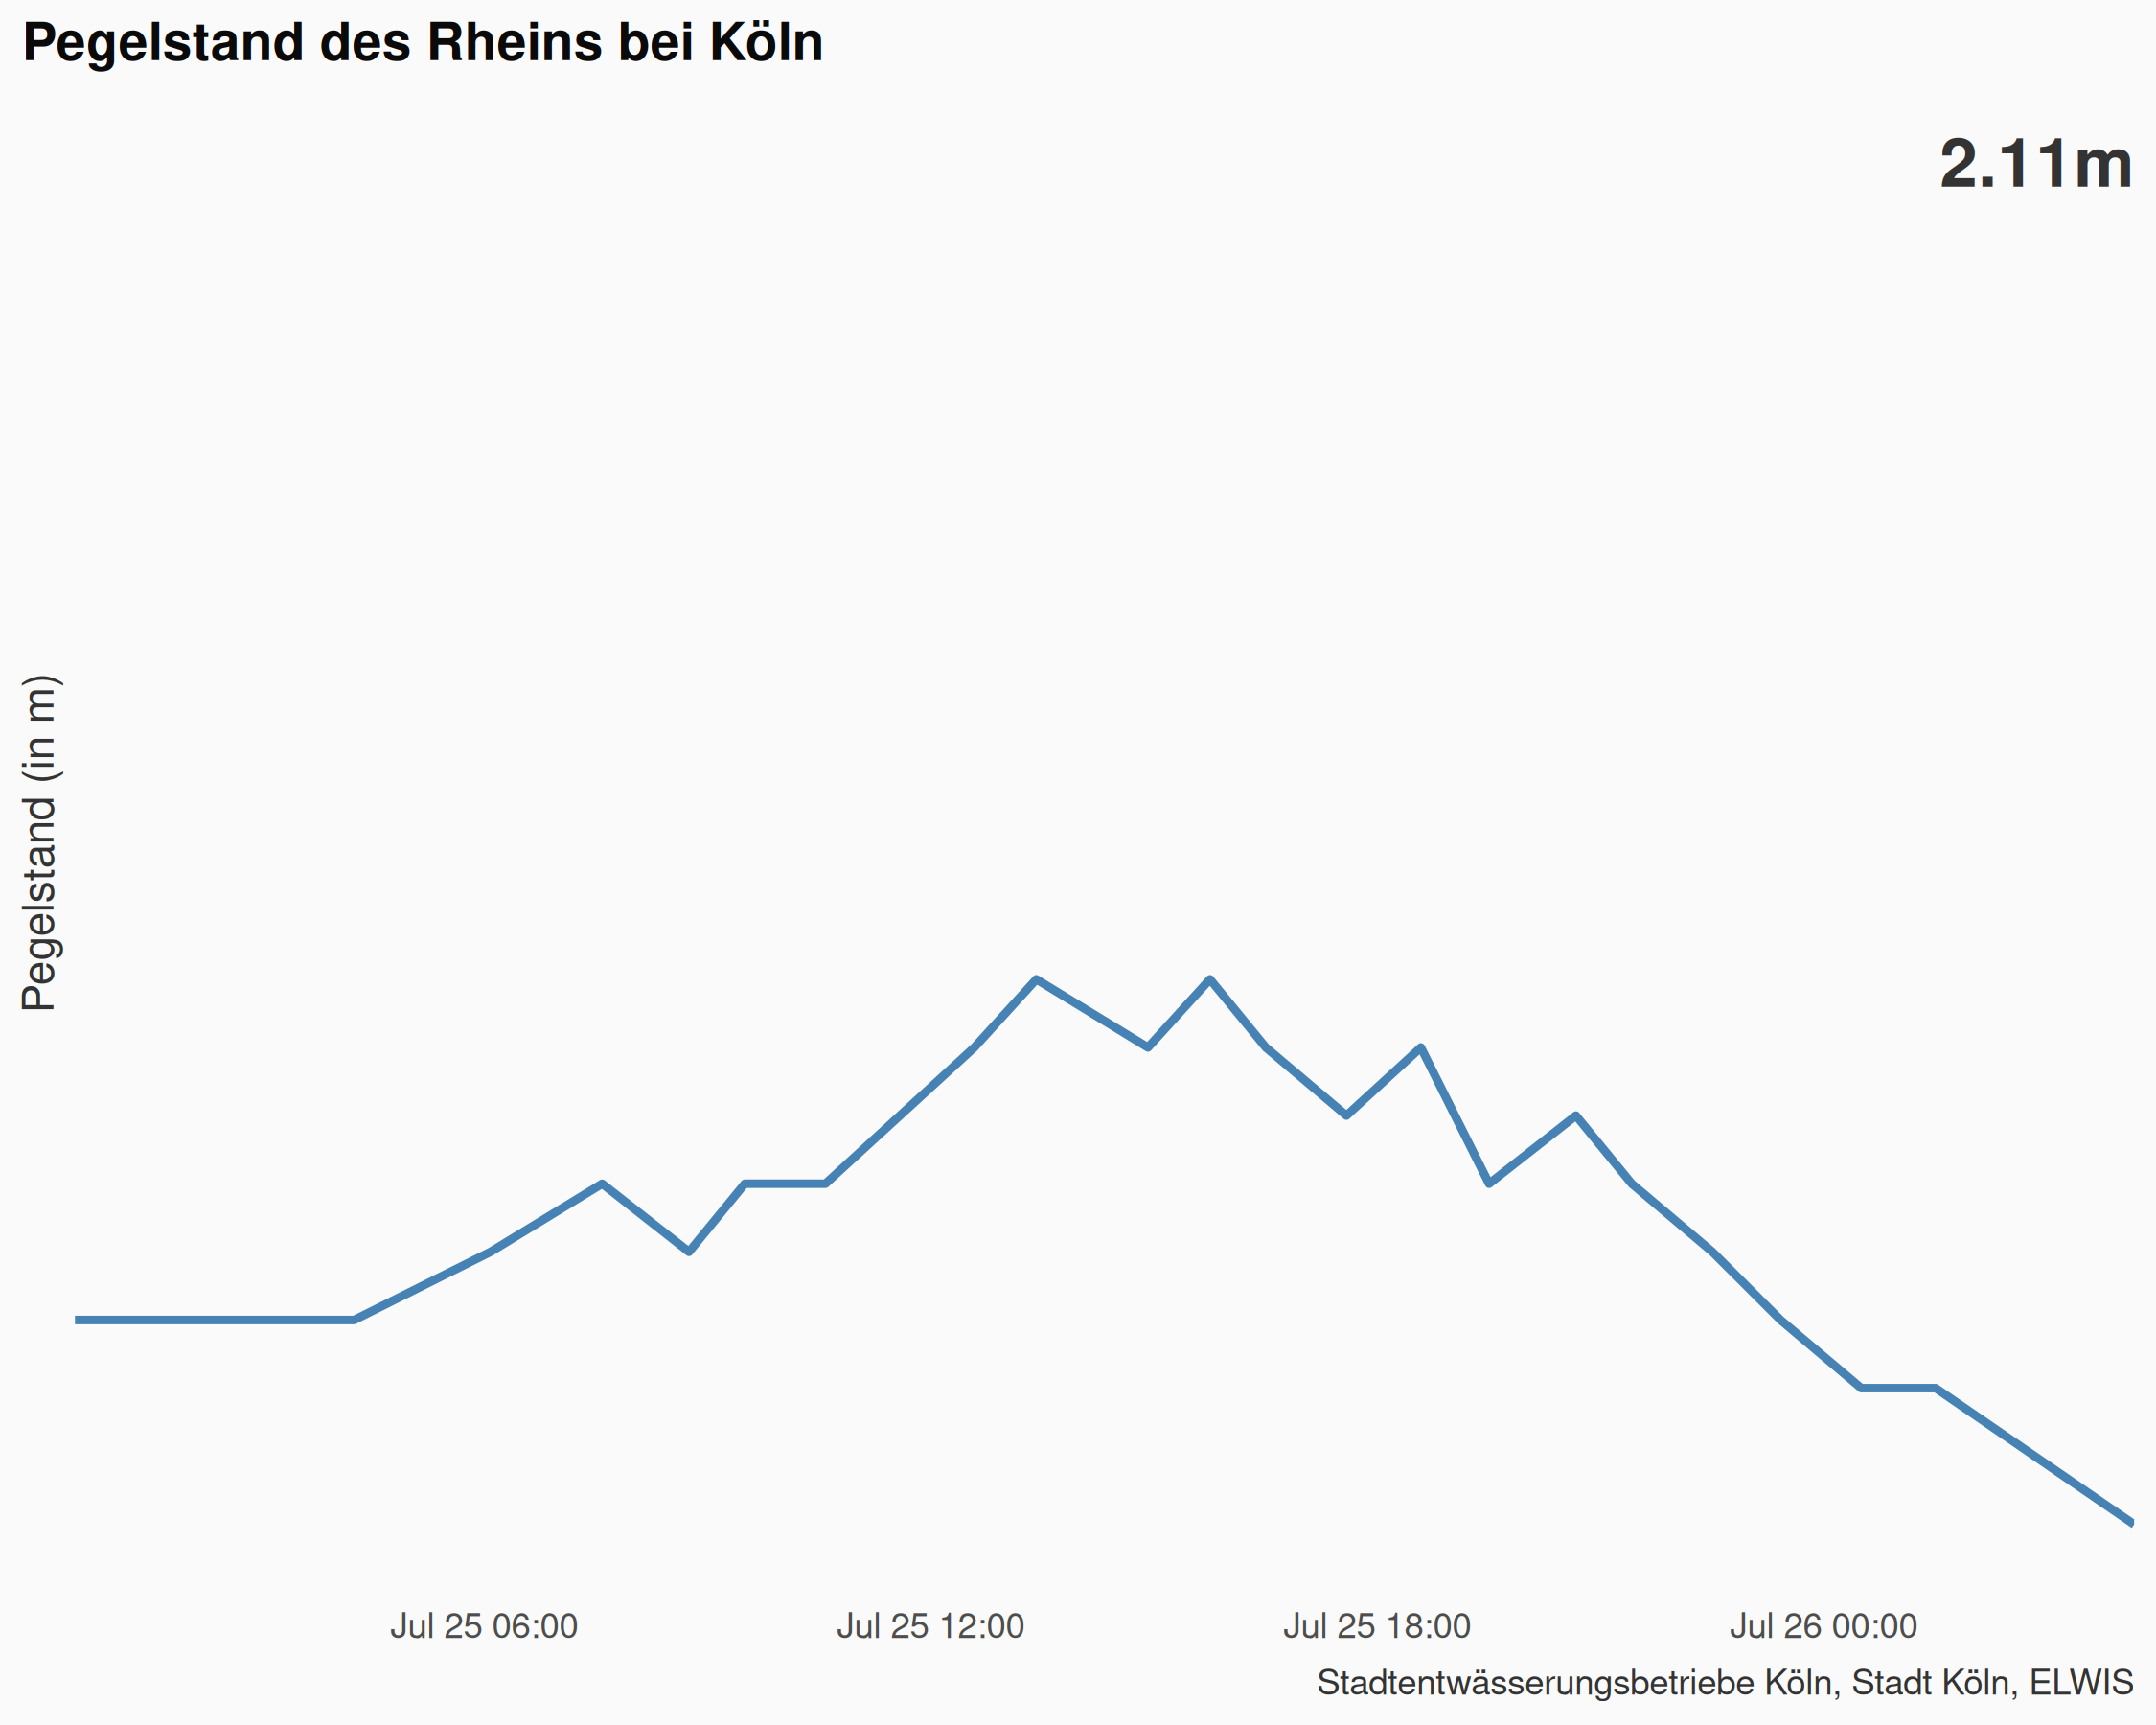 Pegelstand des Rheins bei Köln
2.11m
Pegelstand (in m)
Jul 25 06:00
Jul 25 12:00
Jul 25 18:00
Jul 26 00:00
Stadtentwässerungsbetriebe Köln, Stadt Köln, ELWIS